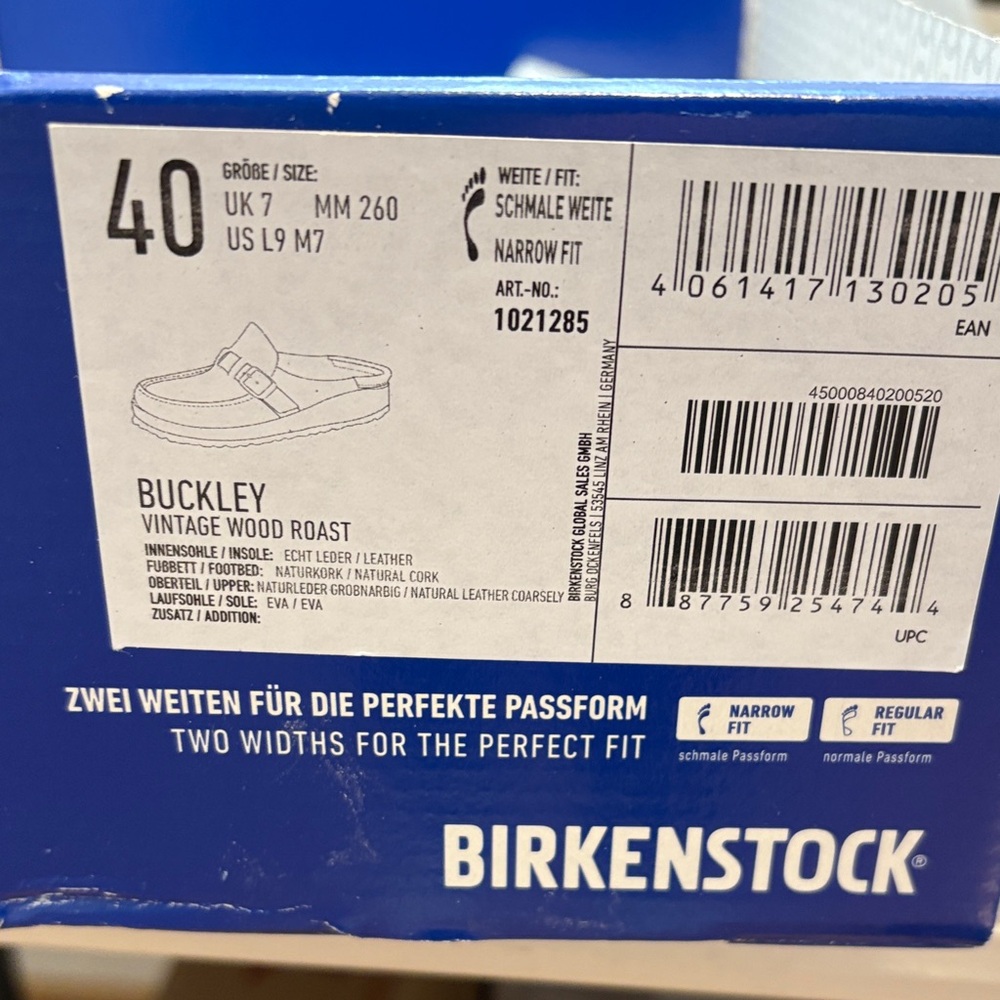 40
GRÖßE / SIZE:
UK 7 MM 260
US L9 M7
WEITE / FIT:
SCHMALE WEITE
NARROW FIT
ART.-NO.:
1021285
BUCKLEY
VINTAGE WOOD ROAST
INNENSOHLE / INSOLE: ECHT LEDER / LEATHER
FUßBETT / FOOTBED: NATURKORK / NATURAL CORK
OBERTEIL / UPPER: NATURLEDER GROBNARBIG / NATURAL LEATHER COARSELY
LAUFSOHLE / SOLE: EVA / EVA
ZUSATZ / ADDITION:
BIRKENSTOCK GLOBAL SALES GMBH
BURG OCKENFELS | 53545 LINZ AM RHEIN | GERMANY
4 061417 130205
EAN
45000840200520
8 87759 25474 4
UPC
ZWEI WEITEN FÜR DIE PERFEKTE PASSFORM
TWO WIDTHS FOR THE PERFECT FIT
NARROW
FIT
schmale Passform
REGULAR
FIT
normale Passform
BIRKENSTOCK®